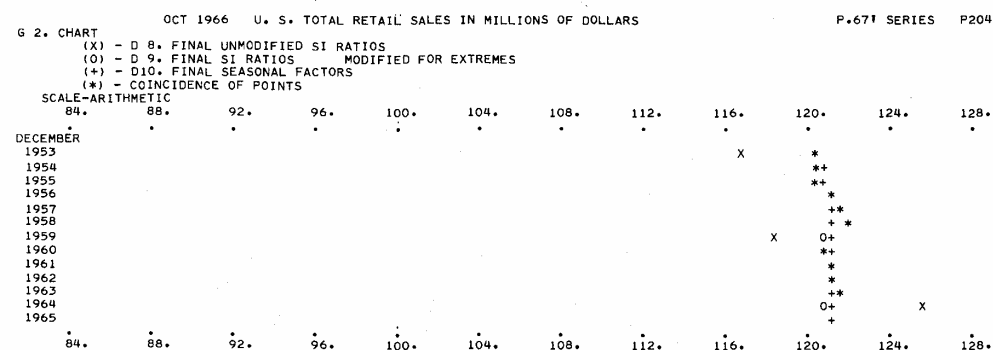 OCT 1966 U. S. TOTAL RETAIL SALES IN MILLIONS OF DOLLARS P.671 SERIES P204
G 2. CHART
(X) - D 8. FINAL UNMODIFIED SI RATIOS
(O) - D 9. FINAL SI RATIOS MODIFIED FOR EXTREMES
(+) - D10. FINAL SEASONAL FACTORS
(*) - COINCIDENCE OF POINTS
SCALE-ARITHMETIC
84. 88. 92. 96. 100. 104. 108. 112. 116. 120. 124. 128.
. . . . . . . . . . . .
DECEMBER
1953 X *
1954 *+
1955 *+
1956 *
1957 +*
1958 + *
1959 X O+
1960 *+
1961 *
1962 *
1963 +*
1964 O+ X
1965 +
. . . . . . . . . . . .
84. 88. 92. 96. 100. 104. 108. 112. 116. 120. 124. 128.